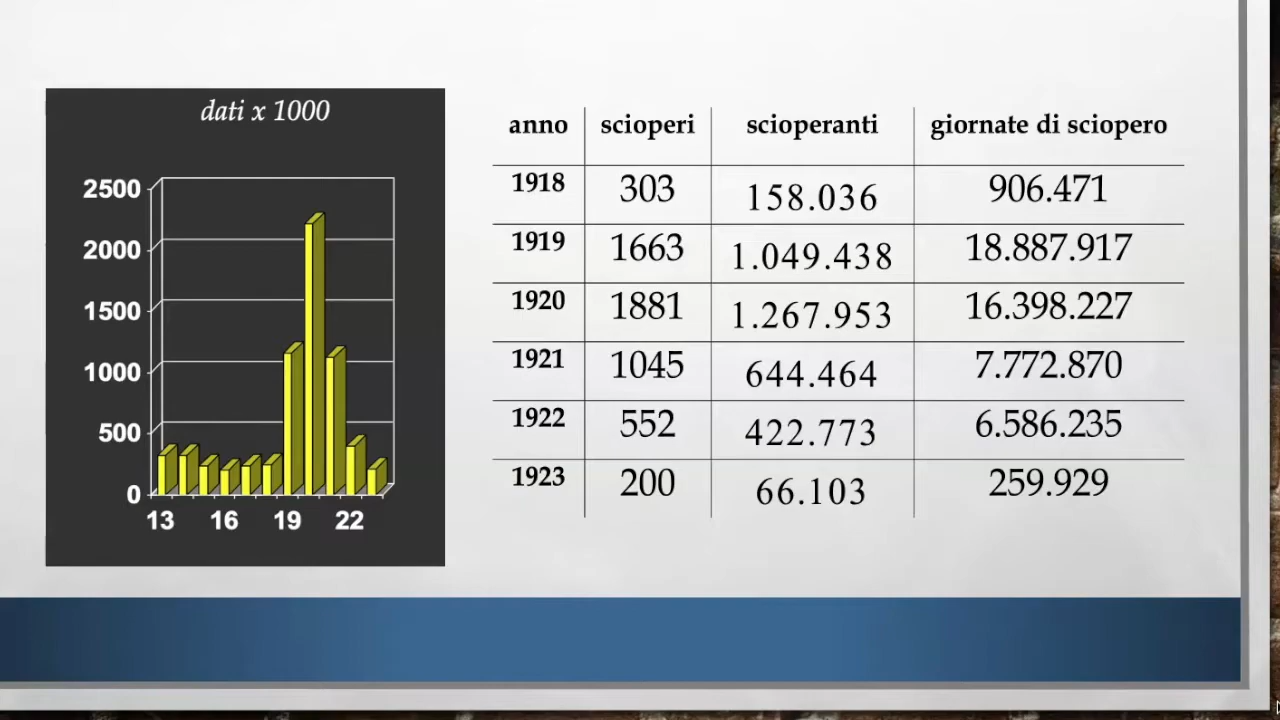 dati x 1000
2500
2000
1500
1000
500
0
13 16 19 22
anno scioperi scioperanti giornate di sciopero
1918 303 158.036 906.471
1919 1663 1.049.438 18.887.917
1920 1881 1.267.953 16.398.227
1921 1045 644.464 7.772.870
1922 552 422.773 6.586.235
1923 200 66.103 259.929